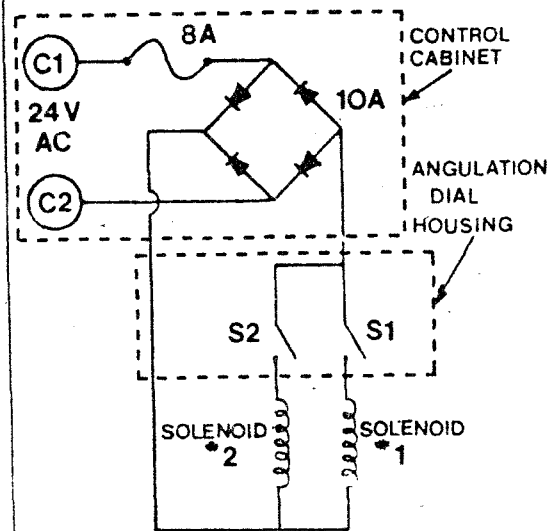 8A
CONTROL
CABINET
C1
24V
AC
10A
C2
ANGULATION
DIAL
HOUSING
S2
S1
SOLENOID
*2
SOLENOID
*1